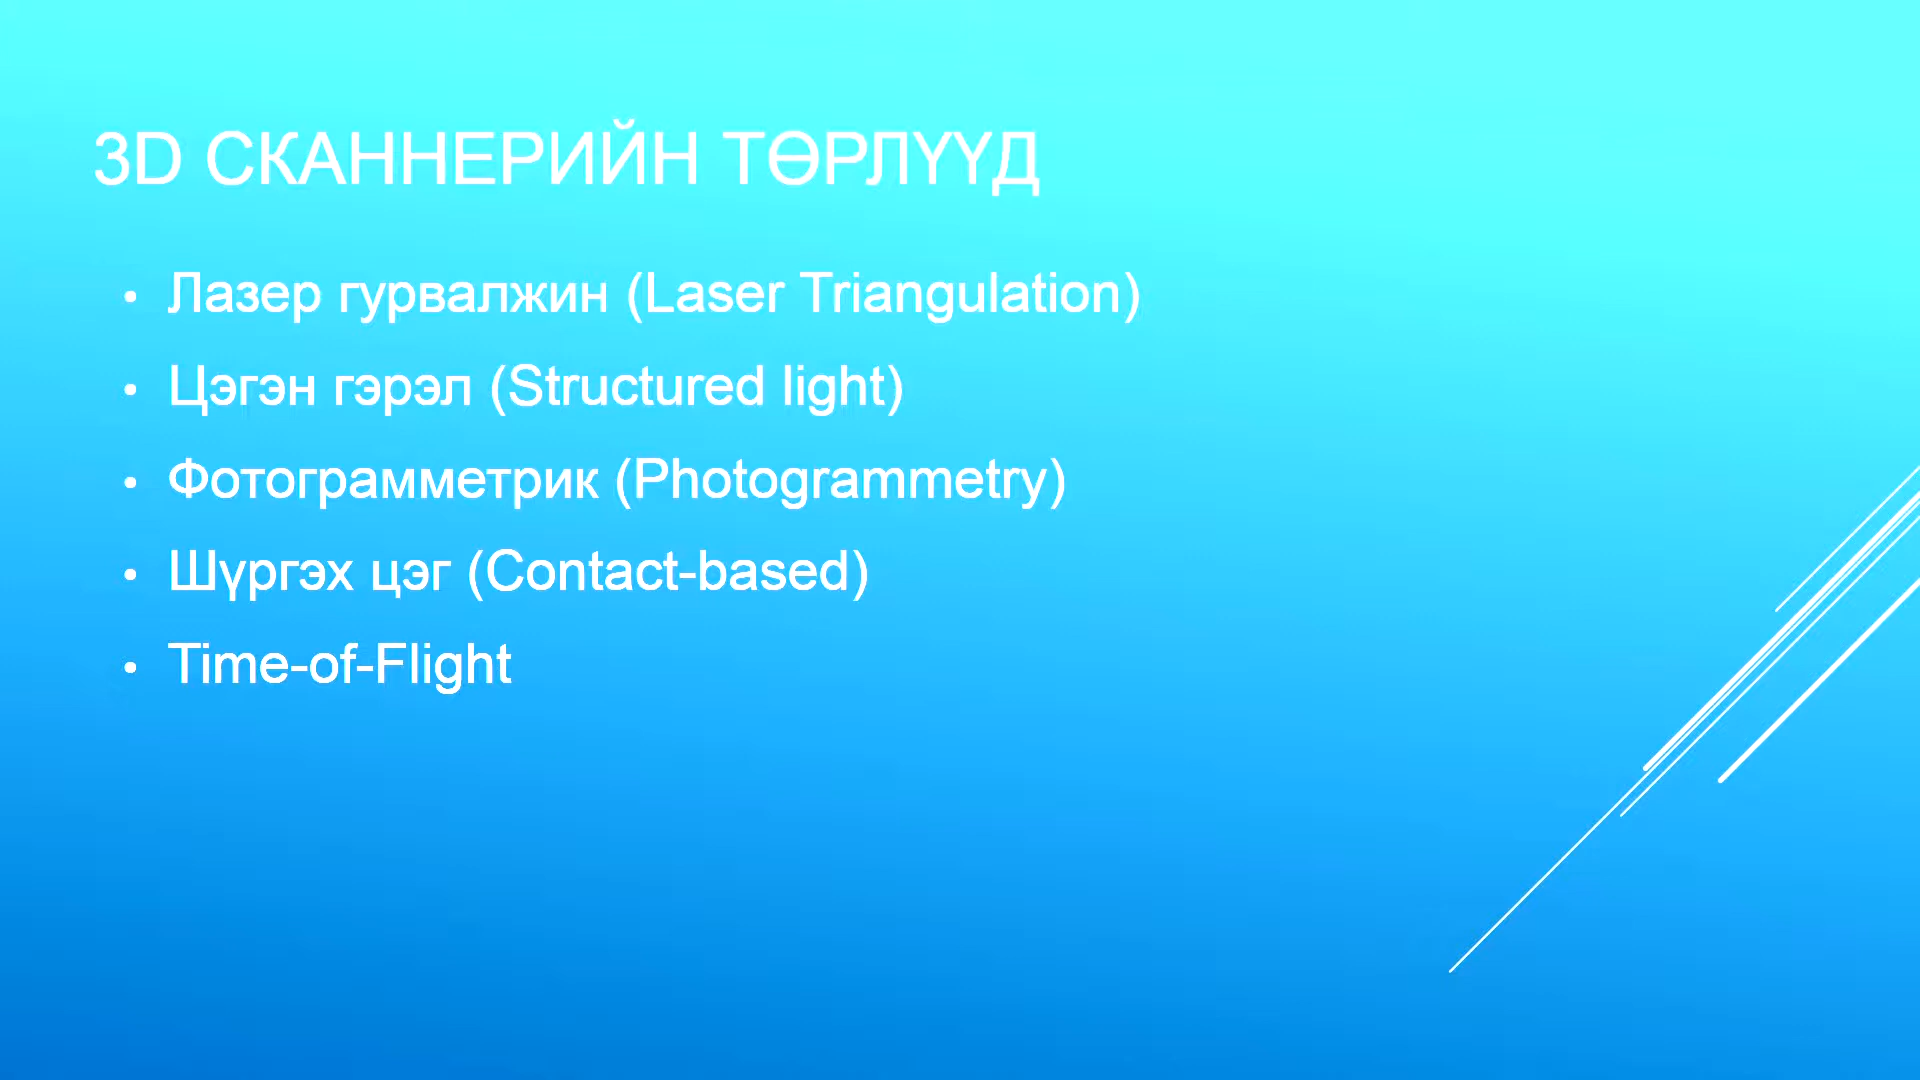 3D СКАННЕРИЙН ТӨРЛҮҮД
• Лазер гурвалжин (Laser Triangulation)
• Цэгэн гэрэл (Structured light)
• Фотограмметрик (Photogrammetry)
• Шүргэх цэг (Contact-based)
• Time-of-Flight